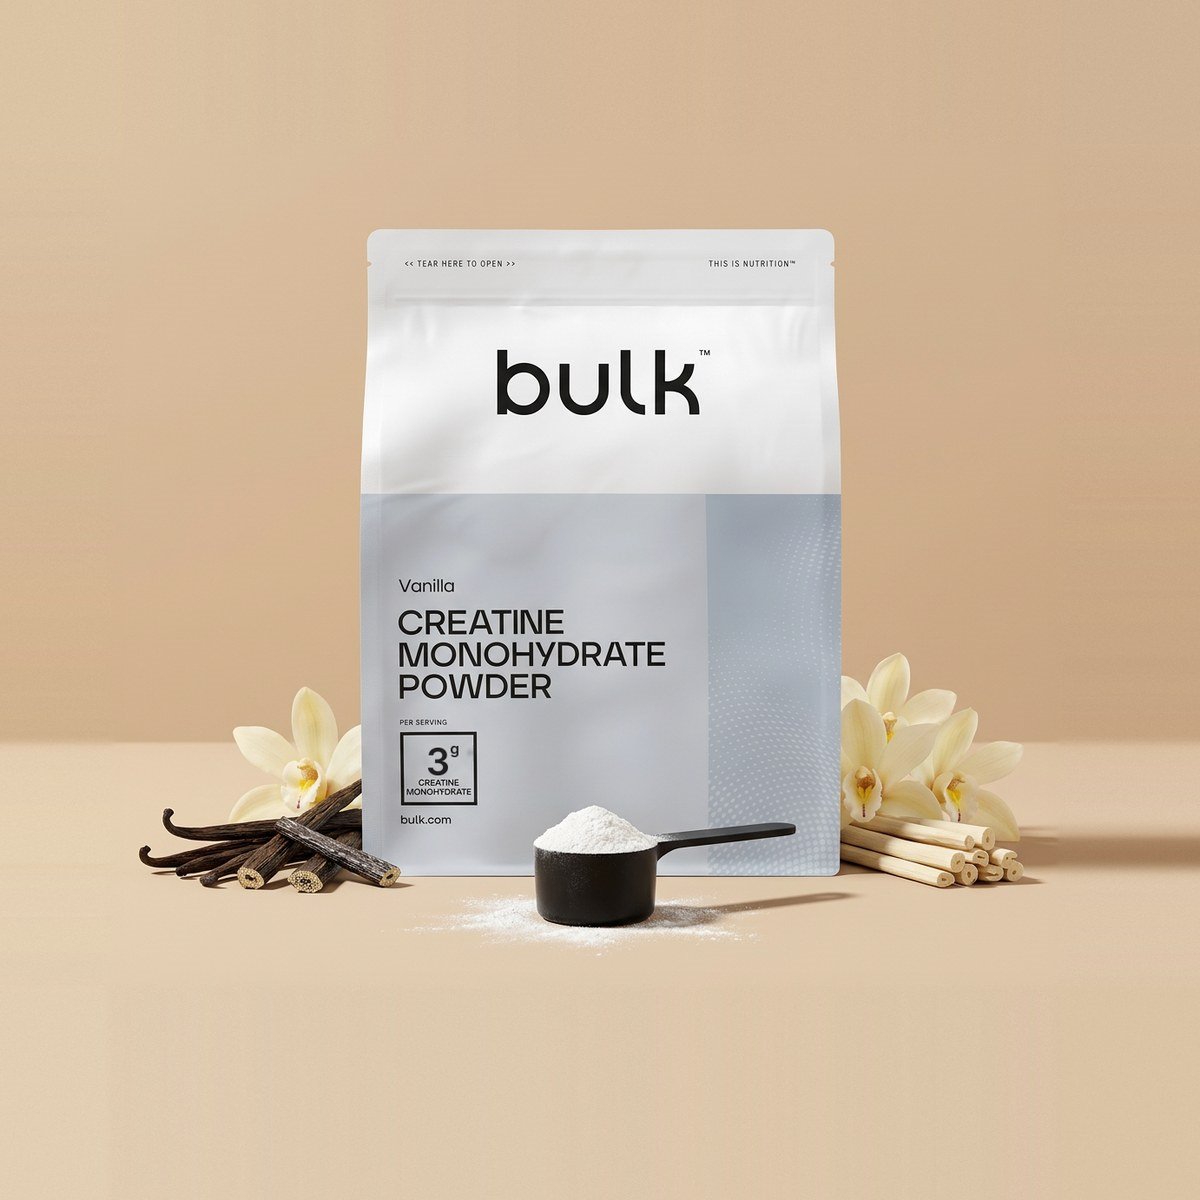 << TEAR HERE TO OPEN >>
THIS IS NUTRITION™
bulk™
Vanilla
CREATINE
MONOHYDRATE
POWDER
PER SERVING
3g
CREATINE
MONOHYDRATE
bulk.com